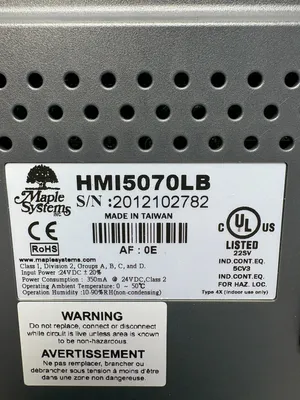 Maple
Systems
HMI5070LB
S/N :2012102782
MADE IN TAIWAN
AF : 0E
CE
RoHS
www.maplesystems.com
Class 1, Division 2, Groups A, B, C, and D.
Input Power :24VDC ± 20%
Power Consumption : 350mA @ 24VDC,Class 2
Operating Ambient Temperature: 0 ~ 50℃
Operating Humidity :10-90%RH(non-condensing)
C UL US
LISTED
225V
IND.CONT.EQ.
5CV3
IND.CONT.EQ.
FOR HAZ. LOC.
Type 4X (Indoor use only)
WARNING
Do not replace, connect or disconnect
while circuit is live unless area is known
to be non-hazardous.
AVERTISSEMENT
Ne pas remplacer, brancher ou
débrancher sous tension à moins d'être
dans une zone non dangereuse.